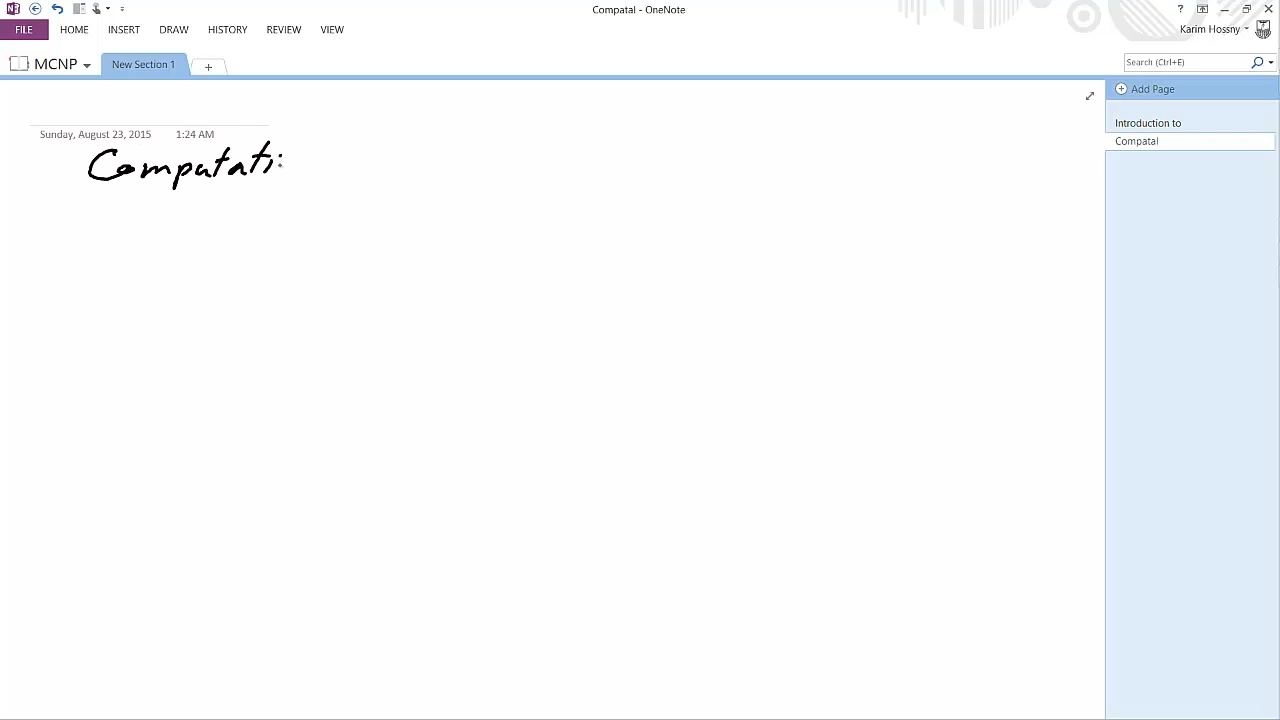 Compatal - OneNote
?
Karim Hossny
FILE HOME INSERT DRAW HISTORY REVIEW VIEW
MCNP
New Section 1
+
Search (Ctrl+E)
Add Page
Introduction to
Compatal
Sunday, August 23, 2015 1:24 AM
Computati